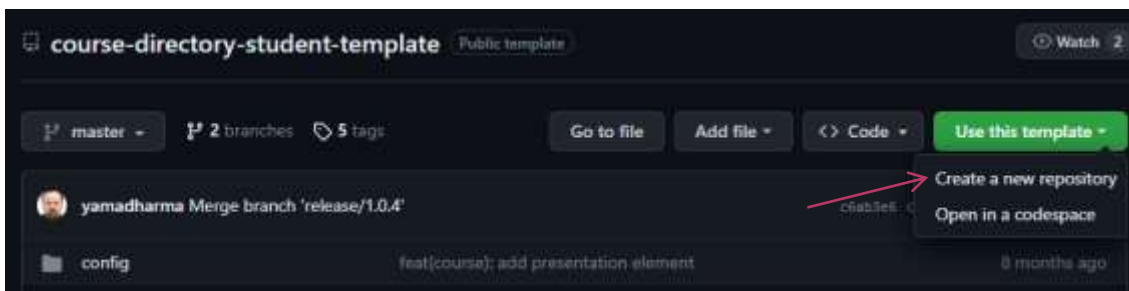 course-directory-student-template Public template Watch 2
master 2 branches 5 tags Go to file Add file <> Code Use this template
Create a new repository
yamadharma Merge branch 'release/1.0.4' c6ab3e6
Open in a codespace
config feat(course): add presentation element 8 months ago